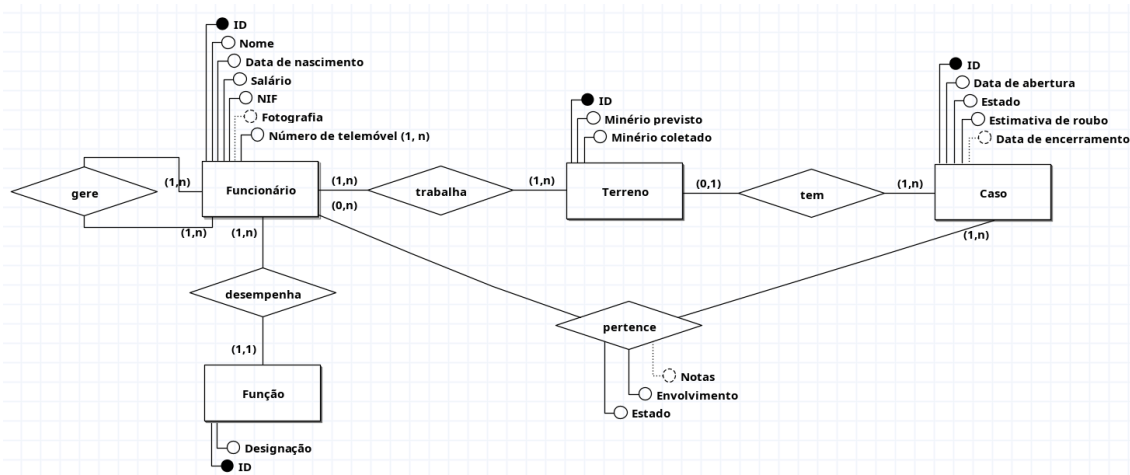 ID
Nome
Data de nascimento
Salário
NIF
Fotografia
Número de telemóvel (1, n)
gere
(1,n)
(1,n)
Funcionário
(1,n)
(0,n)
trabalha
(1,n)
ID
Minério previsto
Minério coletado
Terreno
(0,1)
tem
(1,n)
ID
Data de abertura
Estado
Estimativa de roubo
Data de encerramento
Caso
(1,n)
(1,n)
desempenha
(1,1)
Função
Designação
ID
pertence
Notas
Envolvimento
Estado